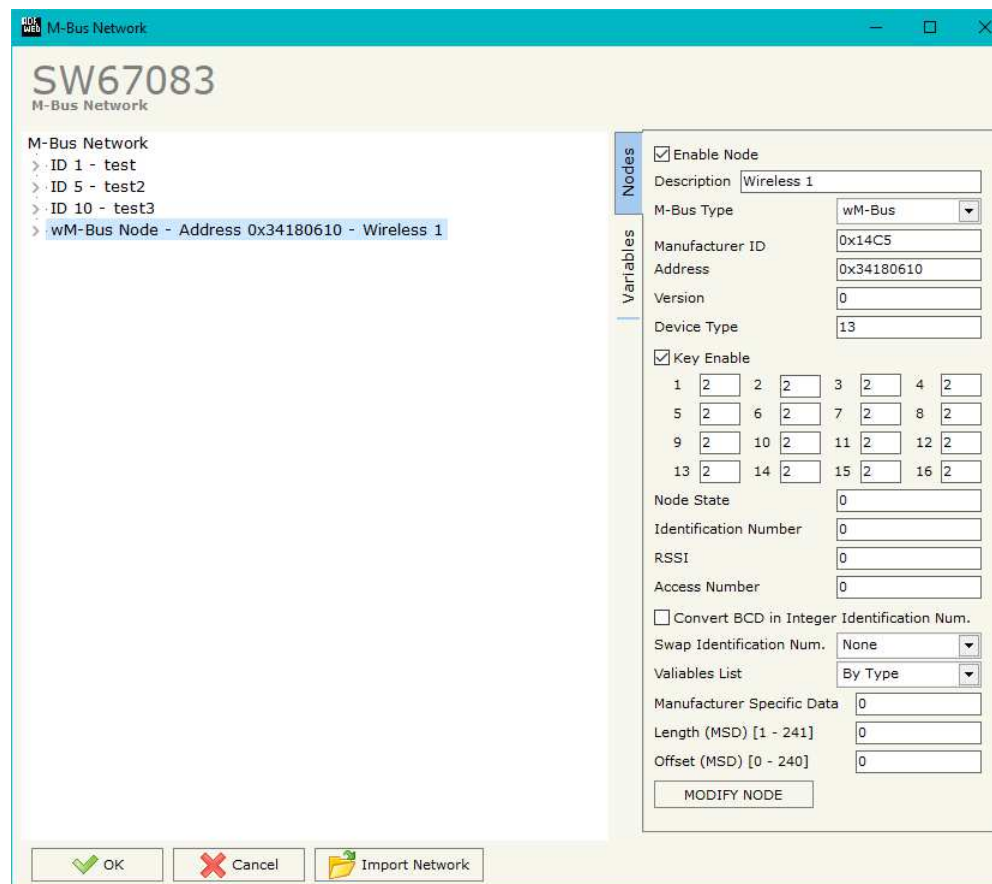 ADF
WEB M-Bus Network
SW67083
M-Bus Network
M-Bus Network
ID 1 - test
ID 5 - test2
ID 10 - test3
wM-Bus Node - Address 0x34180610 - Wireless 1
Nodes
Variables
Enable Node
Description Wireless 1
M-Bus Type wM-Bus
Manufacturer ID 0x14C5
Address 0x34180610
Version 0
Device Type 13
Key Enable
1 2 2 2 3 2 4 2
5 2 6 2 7 2 8 2
9 2 10 2 11 2 12 2
13 2 14 2 15 2 16 2
Node State 0
Identification Number 0
RSSI 0
Access Number 0
Convert BCD in Integer Identification Num.
Swap Identification Num. None
Valiables List By Type
Manufacturer Specific Data 0
Length (MSD) [1 - 241] 0
Offset (MSD) [0 - 240] 0
MODIFY NODE
OK Cancel Import Network